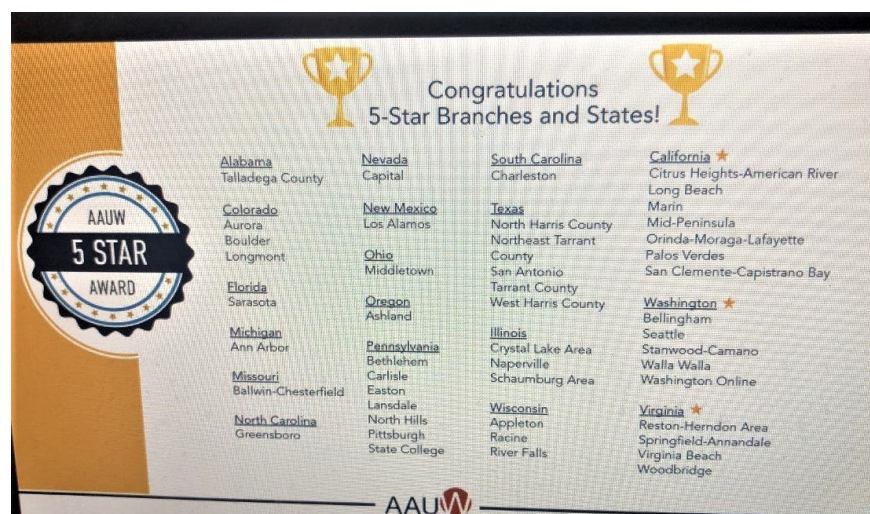 Congratulations
5-Star Branches and States!
AAUW
5 STAR
AWARD
Alabama
Talladega County
Colorado
Aurora
Boulder
Longmont
Florida
Sarasota
Michigan
Ann Arbor
Missouri
Ballwin-Chesterfield
North Carolina
Greensboro
Nevada
Capital
New Mexico
Los Alamos
Ohio
Middletown
Oregon
Ashland
Pennsylvania
Bethlehem
Carlisle
Easton
Lansdale
North Hills
Pittsburgh
State College
South Carolina
Charleston
Texas
North Harris County
Northeast Tarrant
County
San Antonio
Tarrant County
West Harris County
Illinois
Crystal Lake Area
Naperville
Schaumburg Area
Wisconsin
Appleton
Racine
River Falls
California
Citrus Heights-American River
Long Beach
Marin
Mid-Peninsula
Orinda-Moraga-Lafayette
Palos Verdes
San Clemente-Capistrano Bay
Washington
Bellingham
Seattle
Stanwood-Camano
Walla Walla
Washington Online
Virginia
Reston-Herndon Area
Springfield-Annandale
Virginia Beach
Woodbridge
AAUW